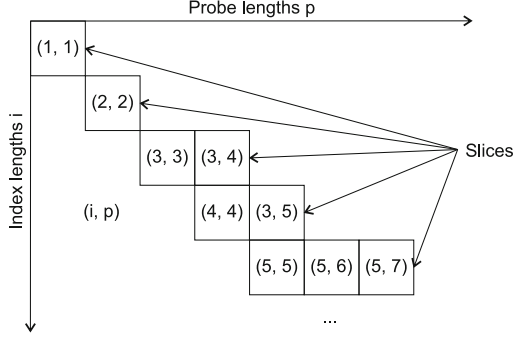 Probe lengths p
(1, 1)
(2, 2)
(3, 3) (3, 4)
Slices
Index lengths i
(i, p)
(4, 4) (3, 5)
(5, 5) (5, 6) (5, 7)
...